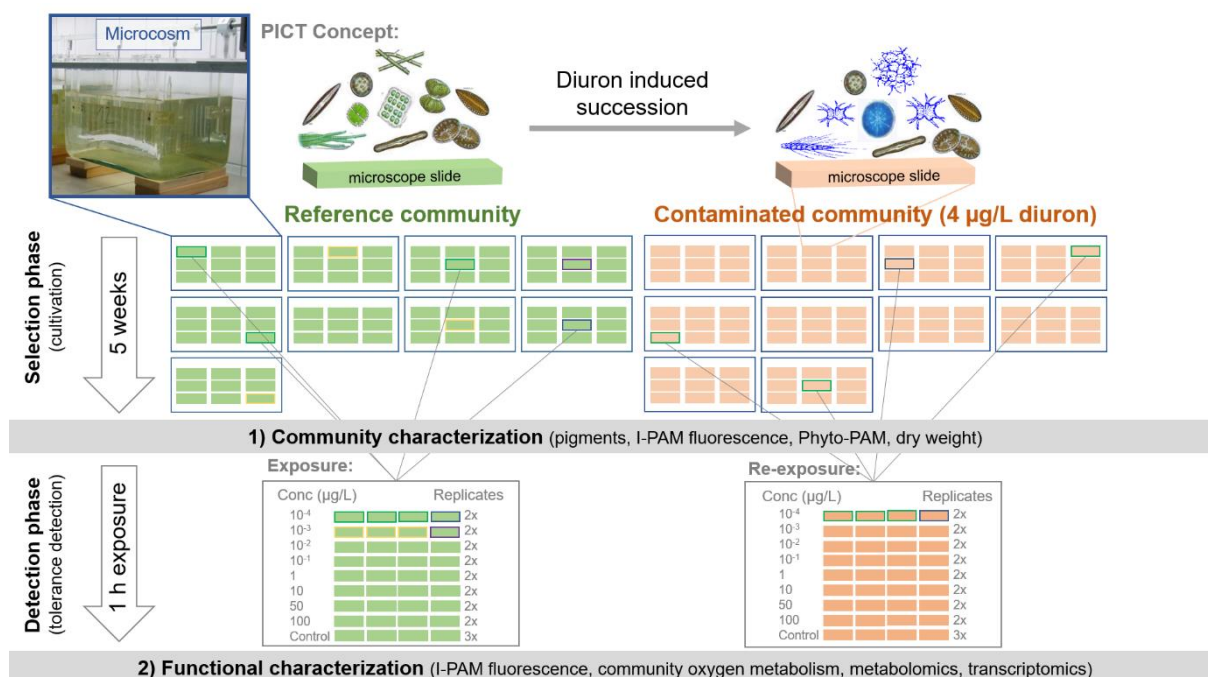 Microcosm
PICT Concept:
Diuron induced
succession
microscope slide
microscope slide
Reference community
Contaminated community (4 µg/L diuron)
Selection phase
(cultivation)
5 weeks
1) Community characterization (pigments, I-PAM fluorescence, Phyto-PAM, dry weight)
Detection phase
(tolerance detection)
1 h exposure
Exposure:
Conc (µg/L) Replicates
10⁻⁴ 2x
10⁻³ 2x
10⁻² 2x
10⁻¹ 2x
1 2x
10 2x
50 2x
100 2x
Control 3x
Re-exposure:
Conc (µg/L) Replicates
10⁻⁴ 2x
10⁻³ 2x
10⁻² 2x
10⁻¹ 2x
1 2x
10 2x
50 2x
100 2x
Control 3x
2) Functional characterization (I-PAM fluorescence, community oxygen metabolism, metabolomics, transcriptomics)